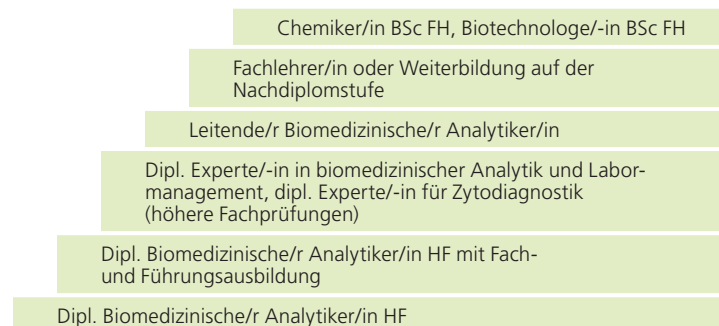 Chemiker/in BSc FH, Biotechnologe/-in BSc FH
Fachlehrer/in oder Weiterbildung auf der
Nachdiplomstufe
Leitende/r Biomedizinische/r Analytiker/in
Dipl. Experte/-in in biomedizinischer Analytik und Labor-
management, dipl. Experte/-in für Zytodiagnostik
(höhere Fachprüfungen)
Dipl. Biomedizinische/r Analytiker/in HF mit Fach-
und Führungsausbildung
Dipl. Biomedizinische/r Analytiker/in HF